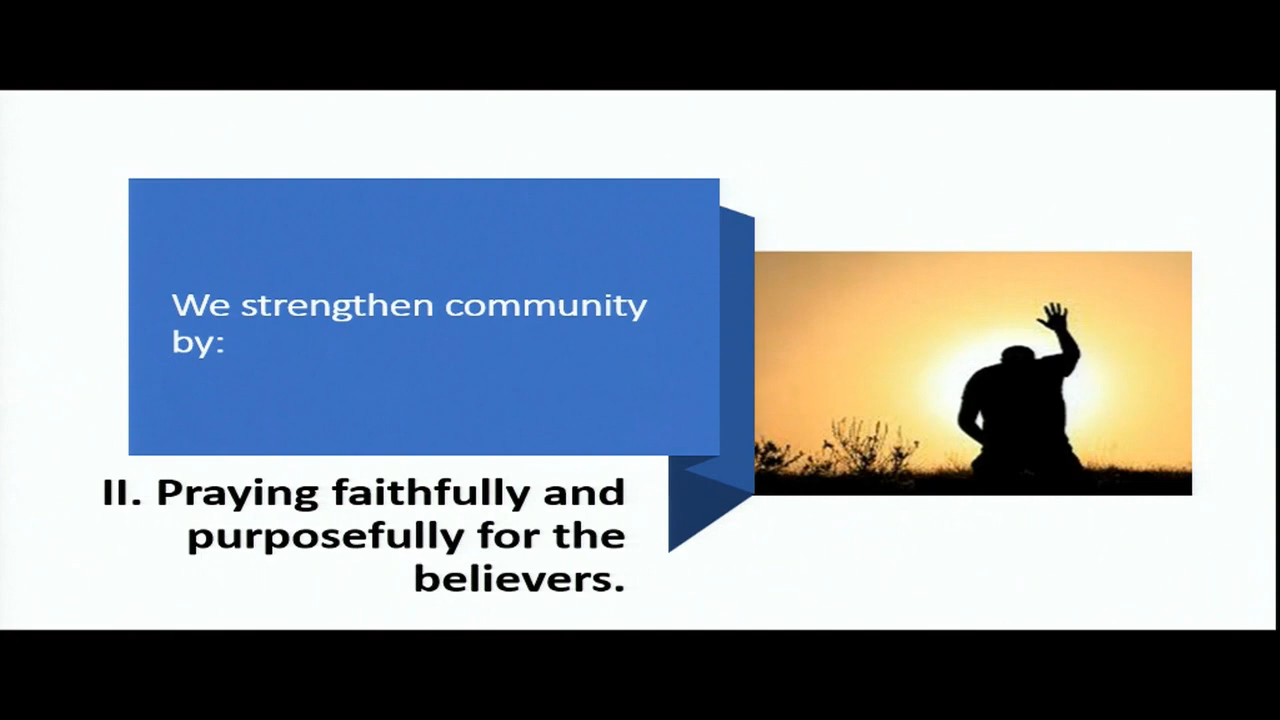 We strengthen community
by:
II. Praying faithfully and
purposefully for the
believers.